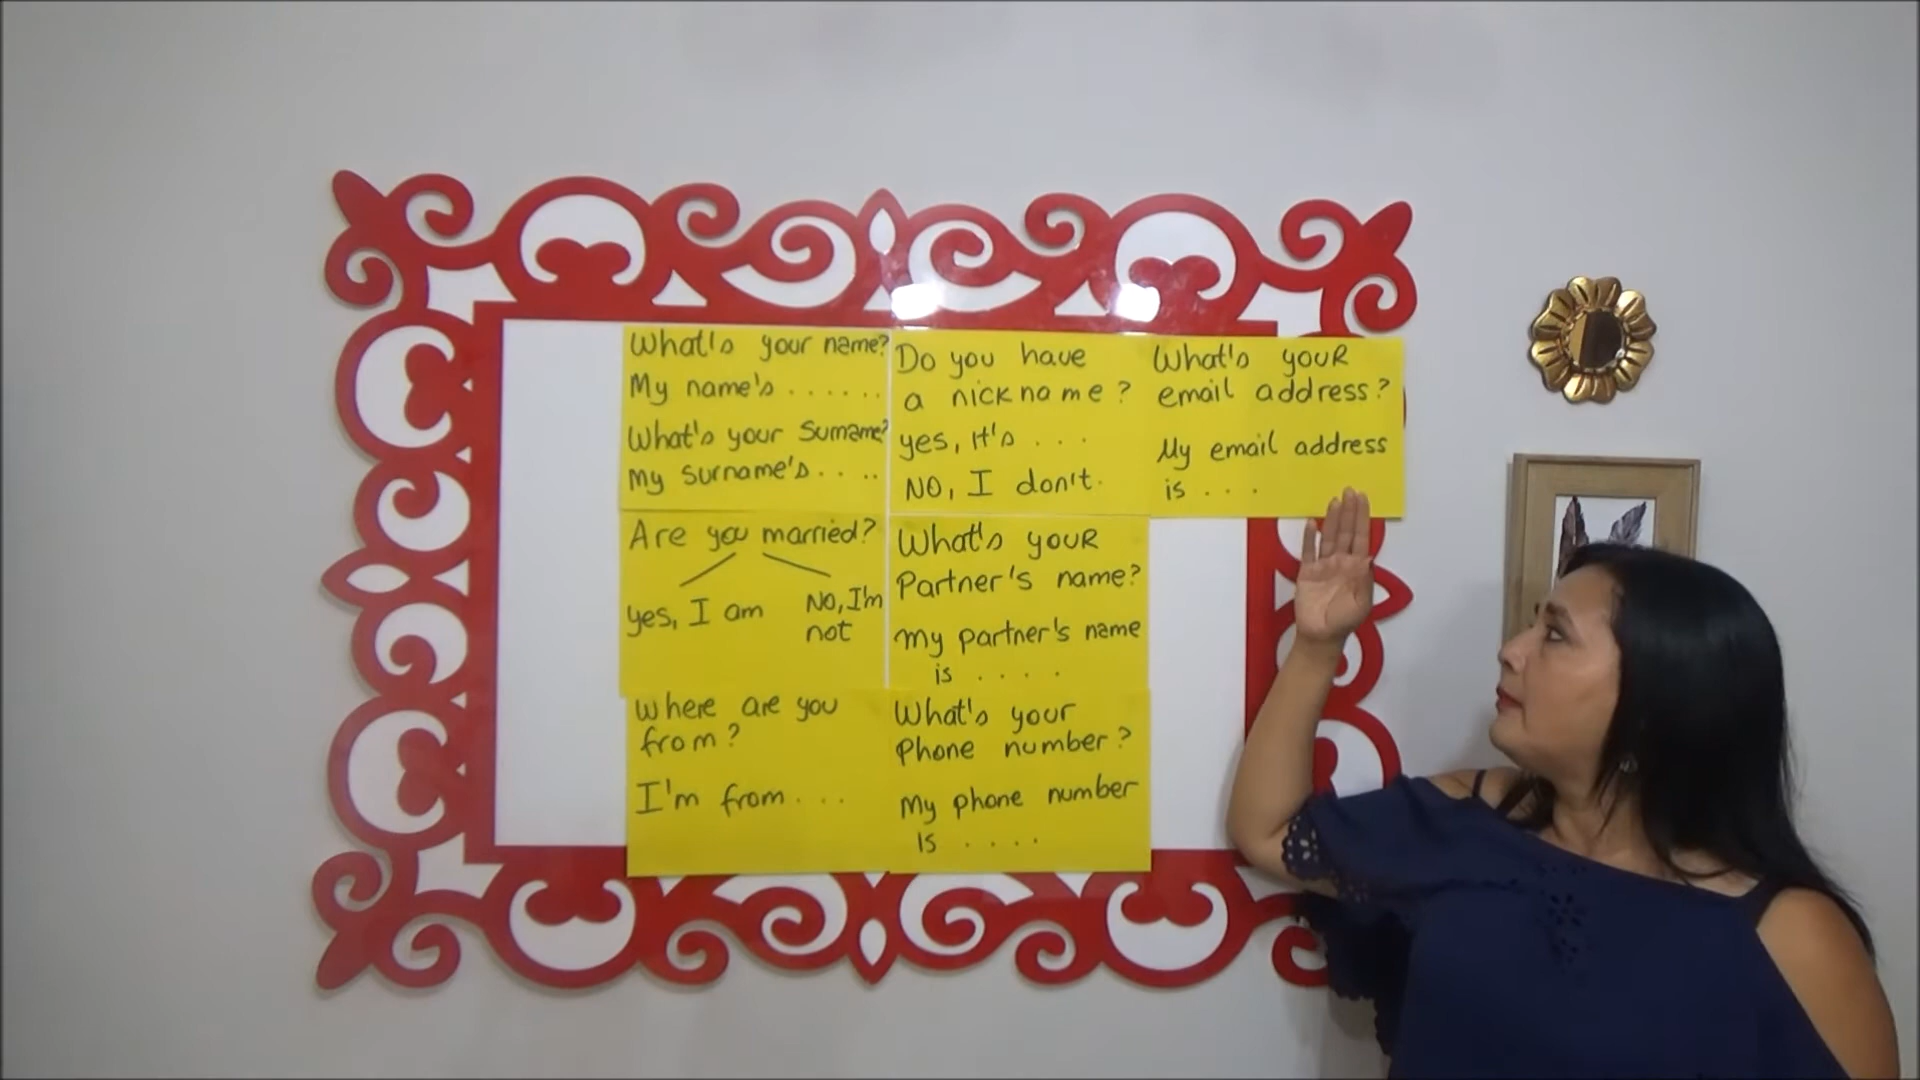 What's your name?
My name's ......
What's your surname?
My surname's.....
Do you have
a nickname?
yes, it's ...
NO, I don't.
What's youR
email address?
My email address
is ...
Are you married?
yes, I am
No, I'm
not
What's youR
Partner's name?
my partner's name
is ....
Where are you
from?
I'm from...
What's your
Phone number?
My phone number
is ....